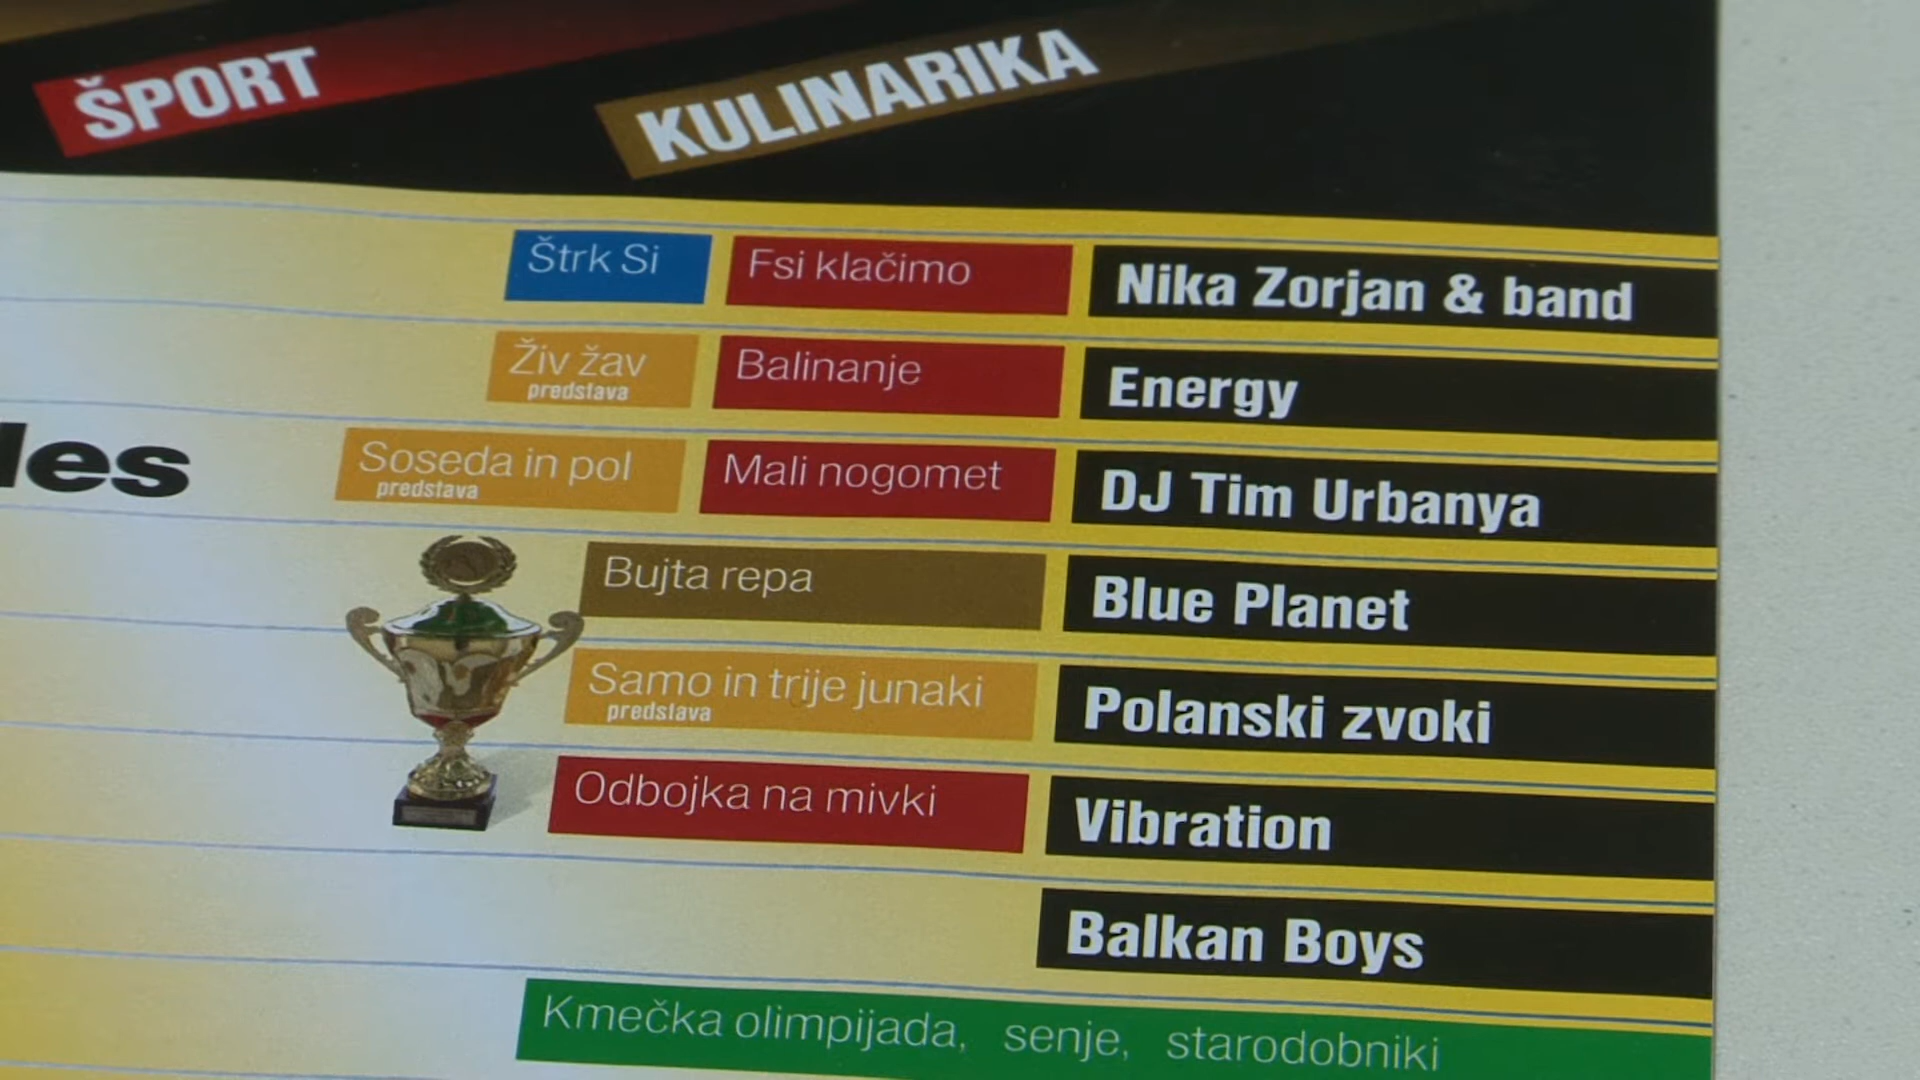 ŠPORT
KULINARIKA
Štrk Si Fsi klačimo Nika Zorjan & band
Živ žav Balinanje Energy
predstava
les Soseda in pol Mali nogomet DJ Tim Urbanya
predstava
Bujta repa Blue Planet
Samo in trije junaki Polanski zvoki
predstava
Odbojka na mivki Vibration
Balkan Boys
Kmečka olimpijada, senje, starodobniki